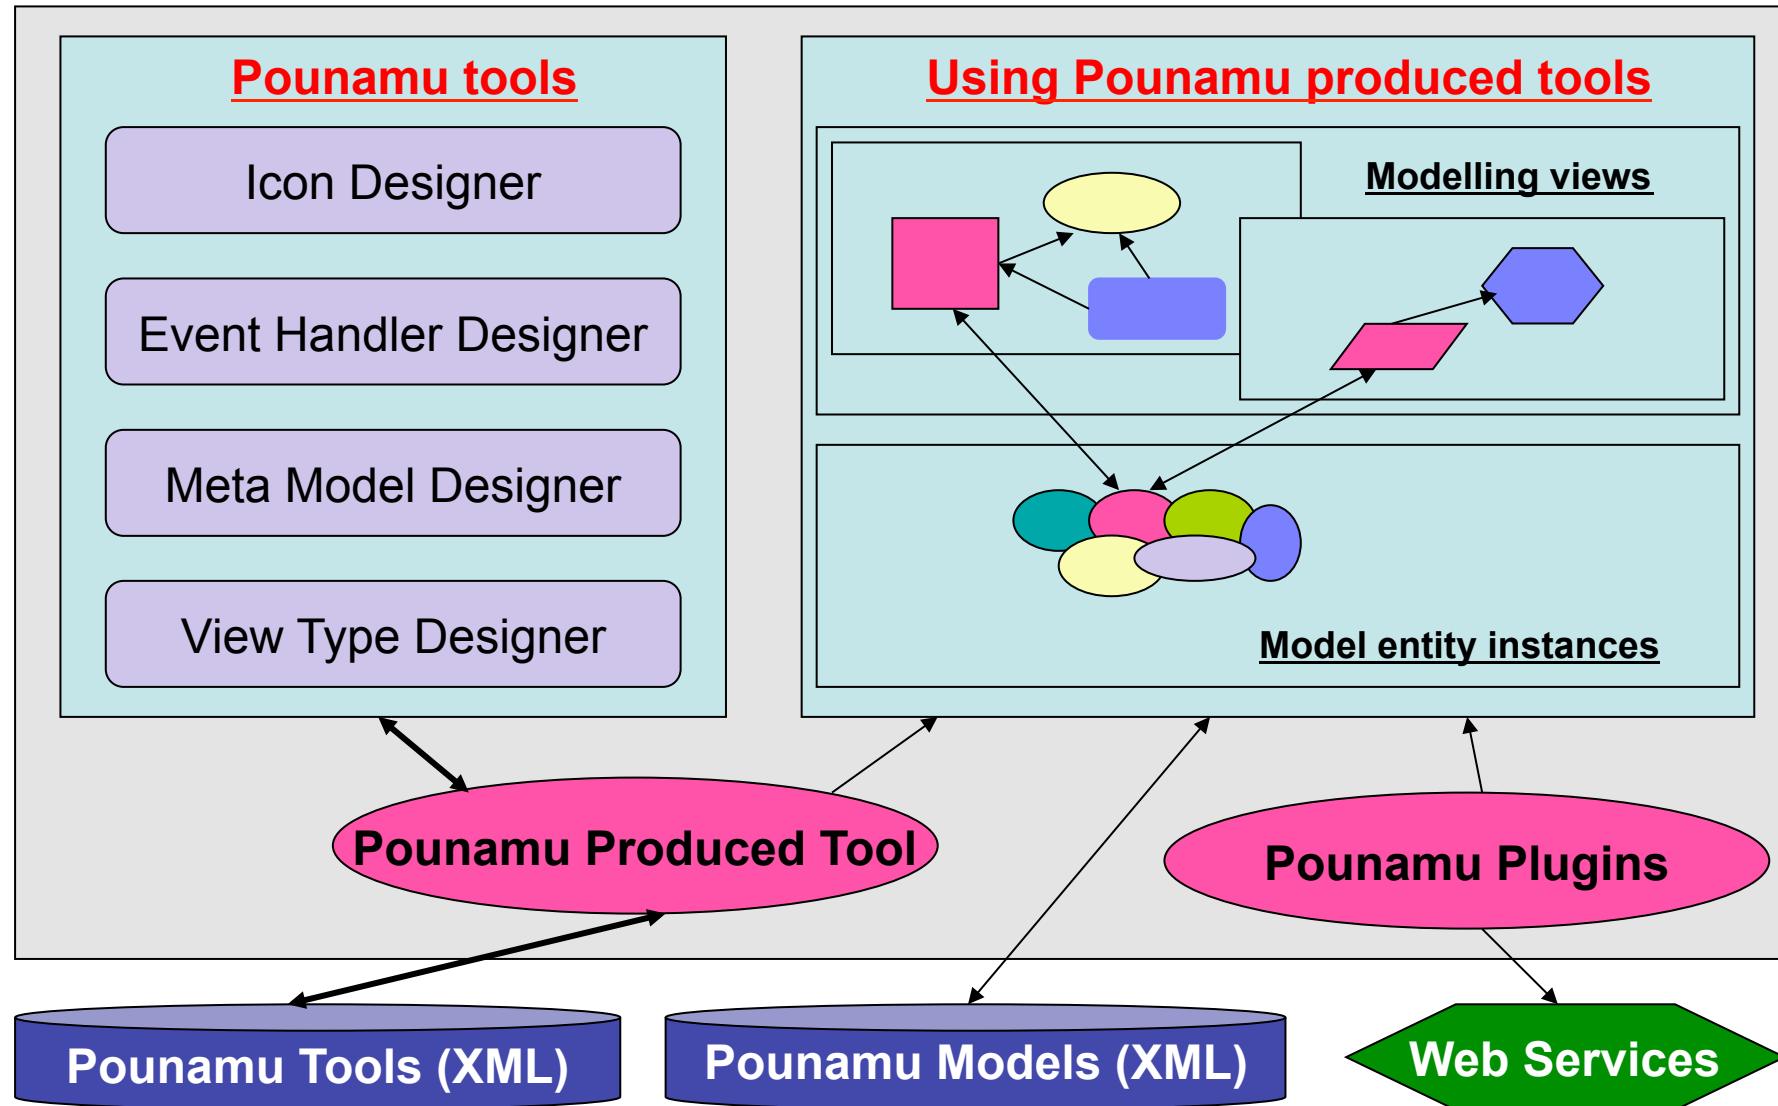 Pounamu tools
Icon Designer
Event Handler Designer
Meta Model Designer
View Type Designer
Using Pounamu produced tools
Modelling views
Model entity instances
Pounamu Produced Tool
Pounamu Plugins
Pounamu Tools (XML)
Pounamu Models (XML)
Web Services